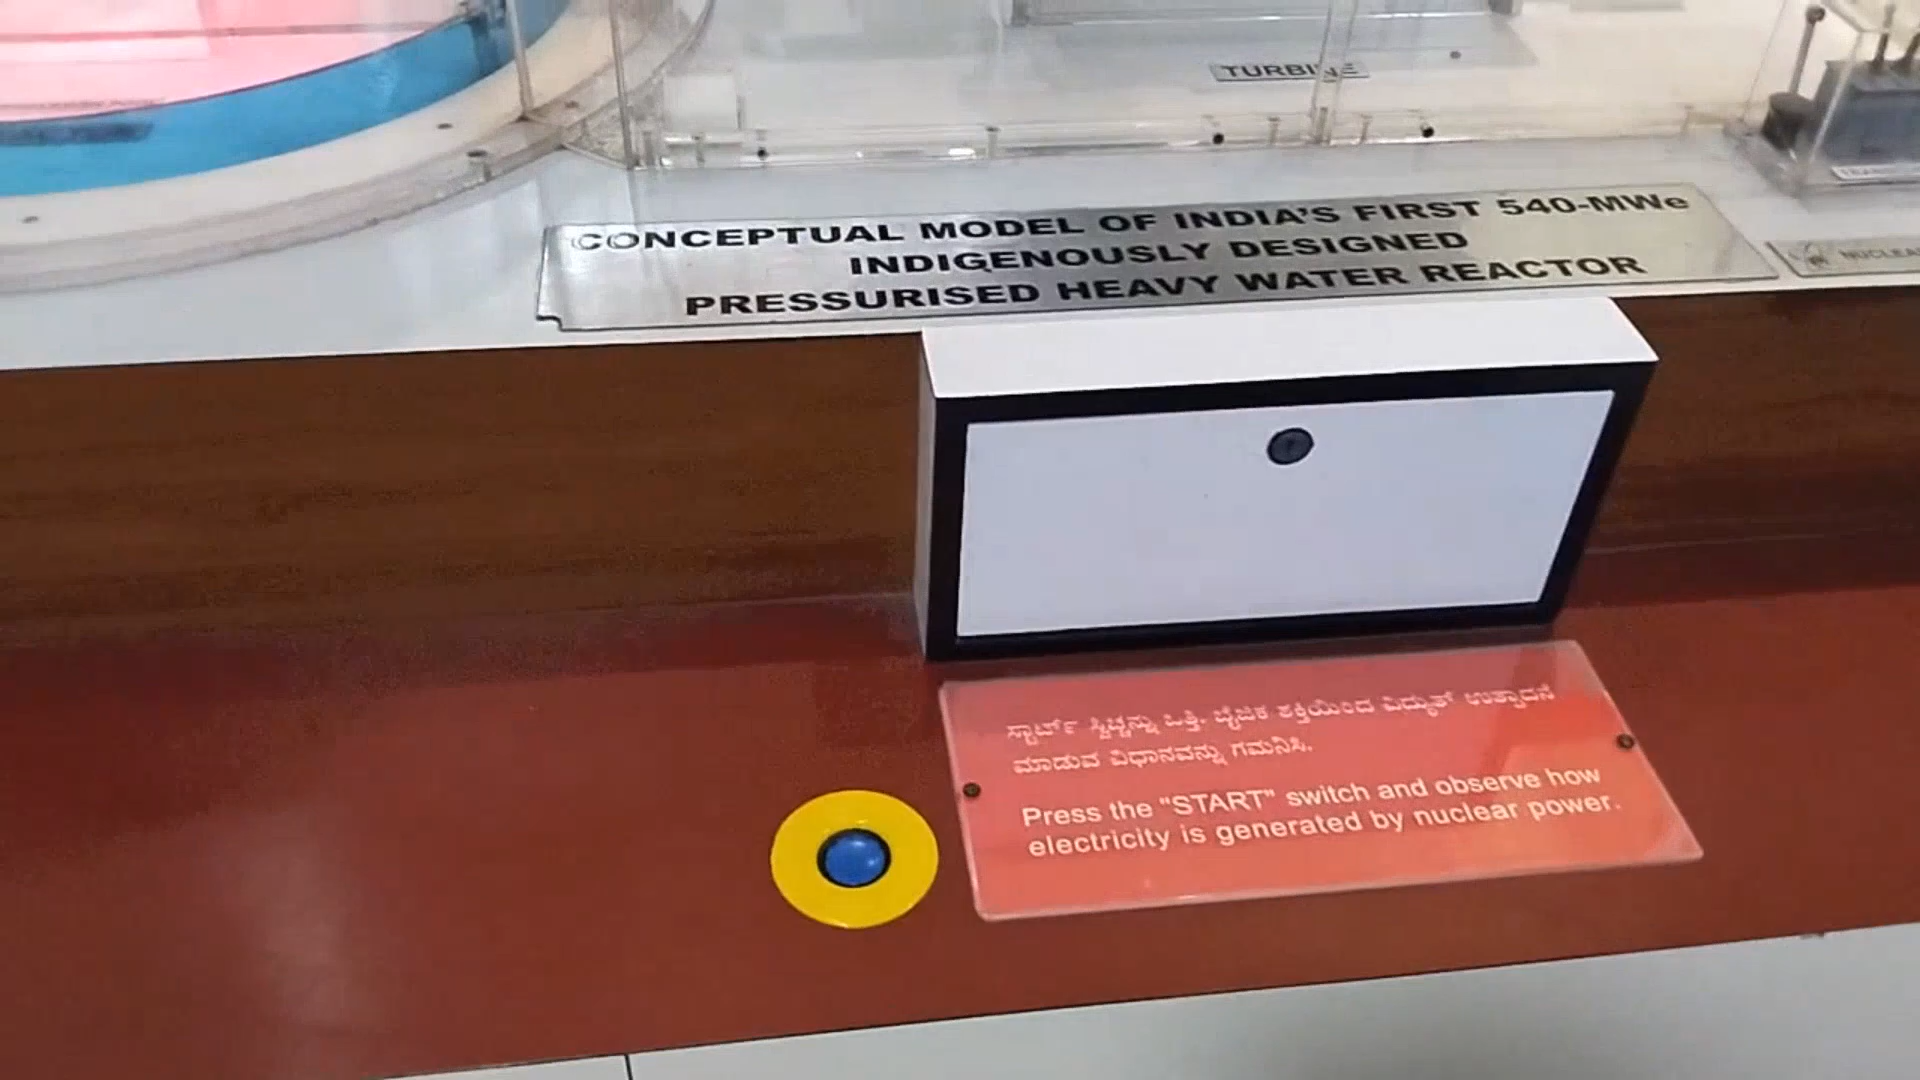 TURBINE
CONCEPTUAL MODEL OF INDIA'S FIRST 540-MWe
INDIGENOUSLY DESIGNED
PRESSURISED HEAVY WATER REACTOR
ಸ್ಟಾರ್ಟ್ ಸ್ವಿಚ್ಚನ್ನು ಒತ್ತಿ. ಬೈಜಿಕ ಶಕ್ತಿಯಿಂದ ವಿದ್ಯುತ್ ಉತ್ಪಾದನೆ
ಮಾಡುವ ವಿಧಾನವನ್ನು ಗಮನಿಸಿ.
Press the "START" switch and observe how
electricity is generated by nuclear power.